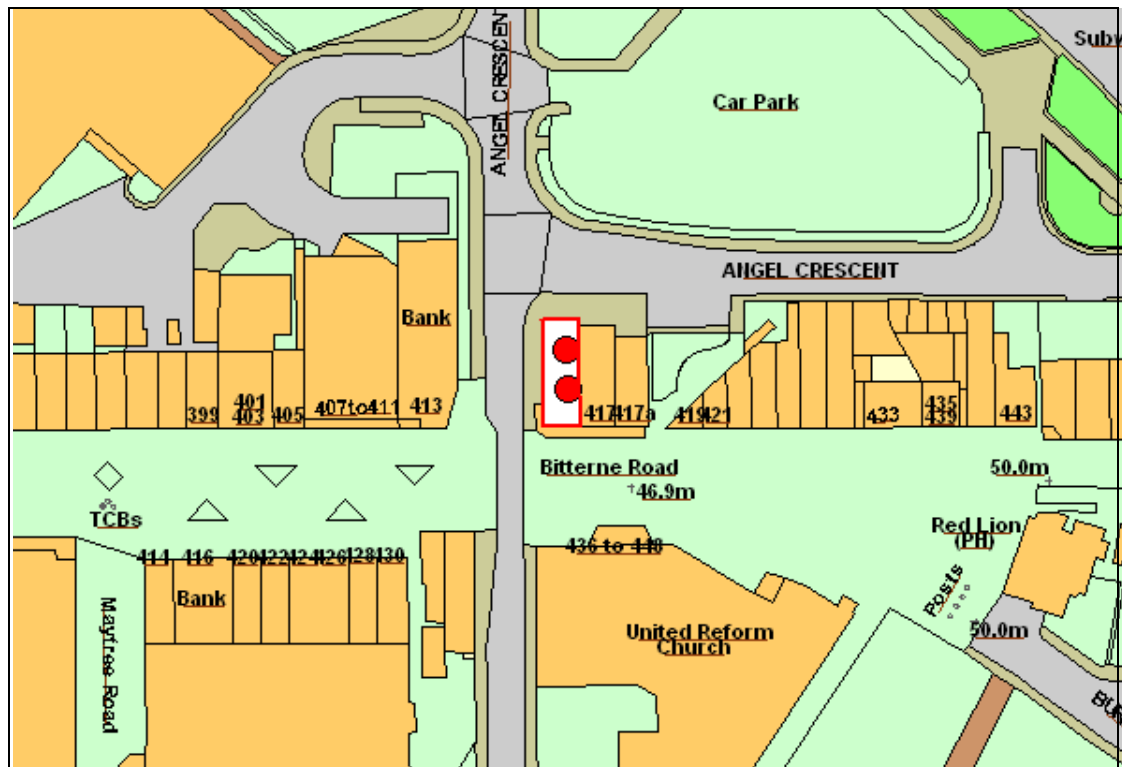 ANGEL CRESCENT
Subw
Car Park
ANGEL CRESCENT
Bank
399
401
403
405
407to411
413
417
417a
419
421
433
435
439
443
Bitterne Road
46.9m
50.0m
TCBs
Red Lion
(PH)
414
416
420
422
424
426
428
430
436 to 448
Bank
Posts
Mayfree Road
United Reform
Church
50.0m
BUR